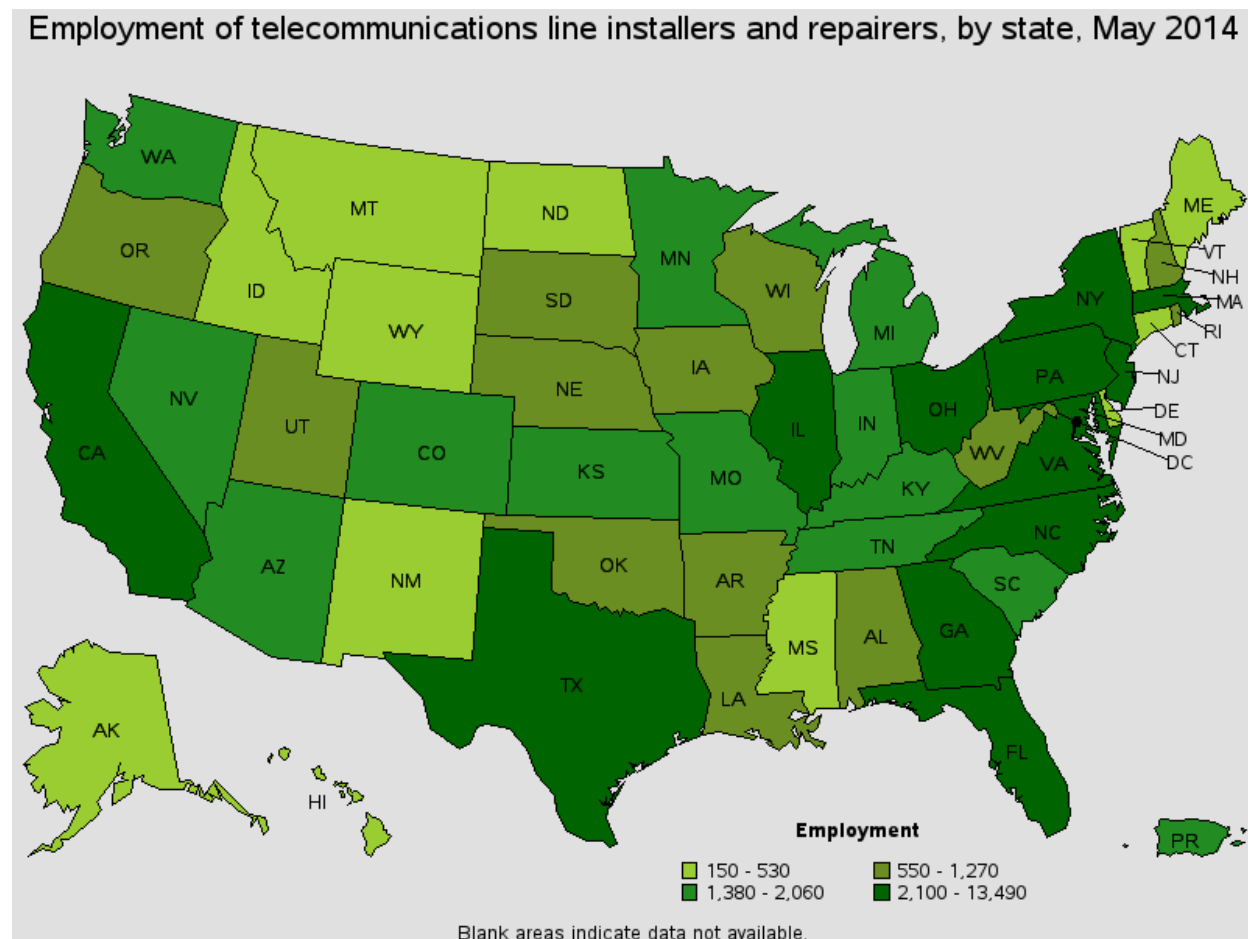 Employment of telecommunications line installers and repairers, by state, May 2014
WA
MT
ND
ME
OR
MN
VT
ID
SD
WI
NH
NY
MA
WY
MI
RI
CT
IA
NE
PA
NJ
NV
OH
DE
UT
IL
IN
MD
CA
CO
WV
VA
DC
KS
MO
KY
NC
TN
AZ
OK
NM
AR
SC
GA
MS
AL
TX
LA
AK
FL
HI
PR
Employment
150 - 530
550 - 1,270
1,380 - 2,060
2,100 - 13,490
Blank areas indicate data not available.